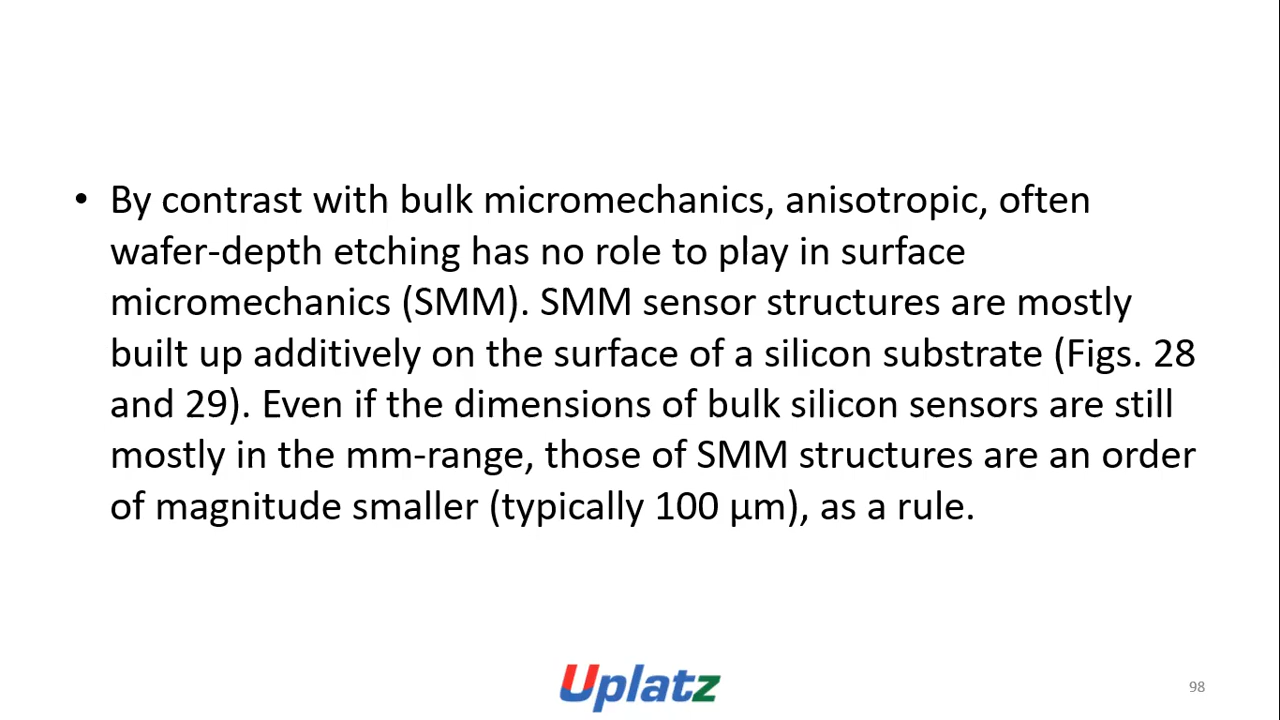 • By contrast with bulk micromechanics, anisotropic, often
wafer-depth etching has no role to play in surface
micromechanics (SMM). SMM sensor structures are mostly
built up additively on the surface of a silicon substrate (Figs. 28
and 29). Even if the dimensions of bulk silicon sensors are still
mostly in the mm-range, those of SMM structures are an order
of magnitude smaller (typically 100 μm), as a rule.
Uplatz
98